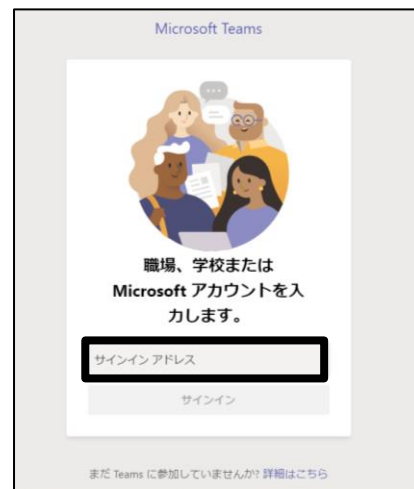 Microsoft Teams
職場、学校または
Microsoft アカウントを入
力します。
サインイン アドレス
サインイン
まだ Teams に参加していませんか? 詳細はこちら